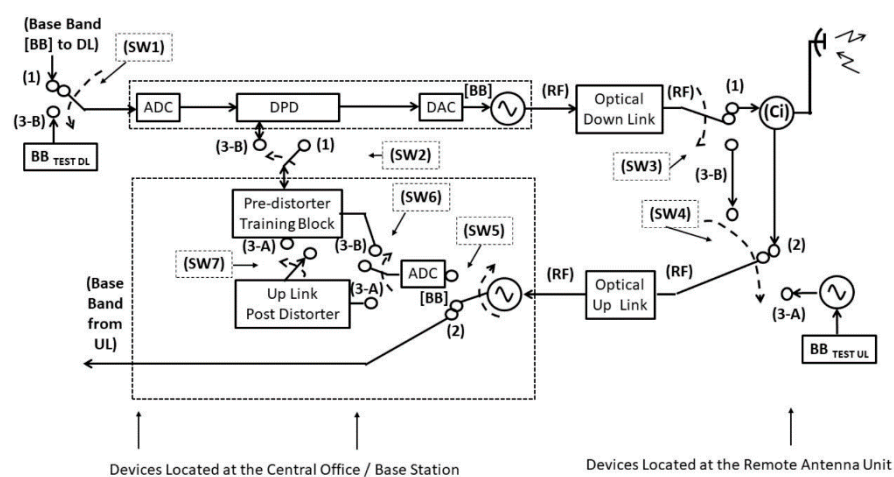 (Base Band
[BB] to DL)
(SW1)
(1)
(3-B)
BB TEST DL
ADC
DPD
DAC
[BB]
(RF)
Optical
Down Link
(RF)
(1)
(Ci)
(3-B)
(1)
(SW2)
(SW3)
(3-B)
Pre-distorter
Training Block
(SW6)
(SW4)
(3-A)
(3-B)
(SW5)
(2)
(SW7)
ADC
(RF)
(RF)
Optical
Up Link
(Base
Band
from
UL)
Up Link
Post Distorter
(3-A)
[BB]
(2)
(3-A)
BB TEST UL
Devices Located at the Central Office / Base Station
Devices Located at the Remote Antenna Unit